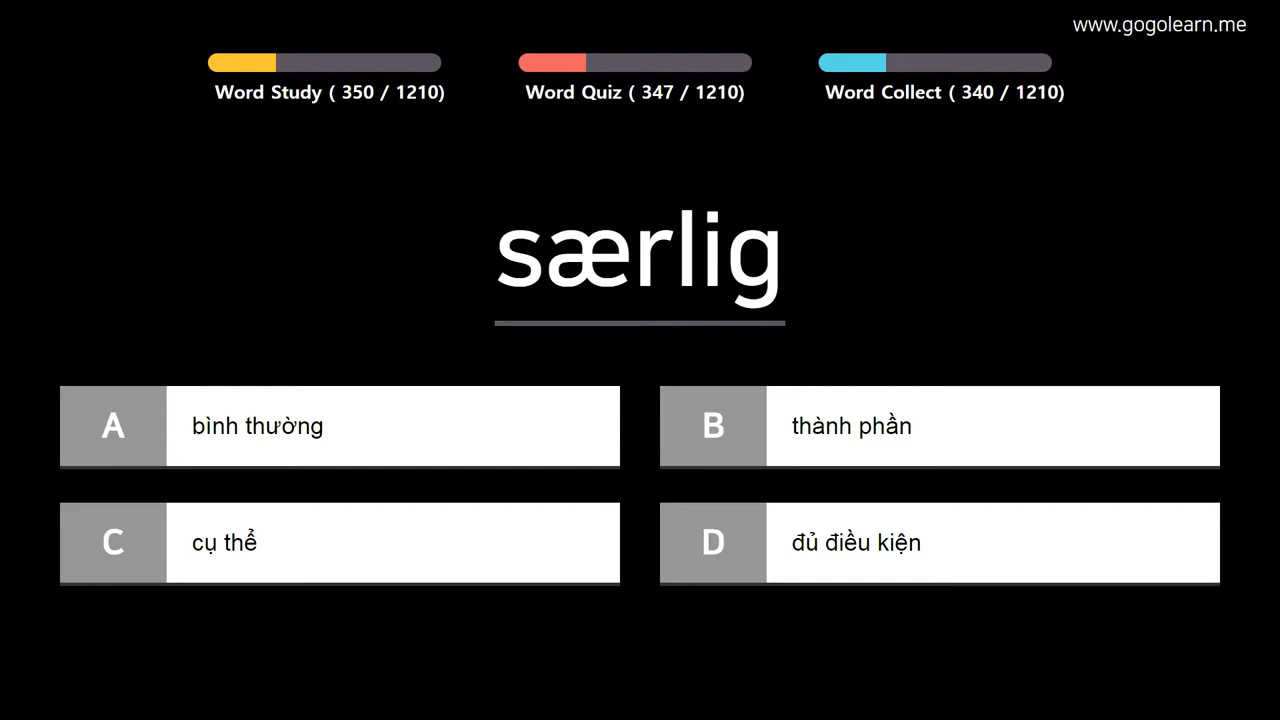 www.gogolearn.me
Word Study ( 350 / 1210)
Word Quiz ( 347 / 1210)
Word Collect ( 340 / 1210)
særlig
A bình thường
B thành phần
C cụ thể
D đủ điều kiện